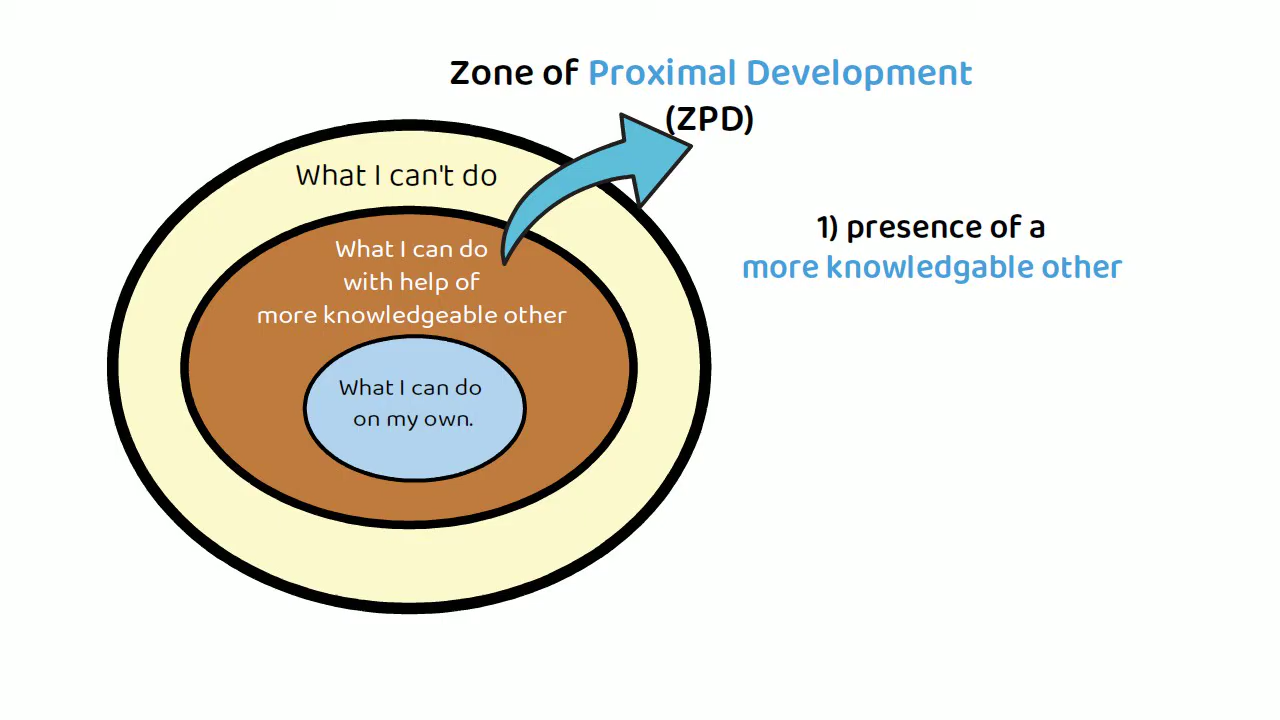 Zone of Proximal Development
(ZPD)
What I can't do
What I can do
with help of
more knowledgeable other
What I can do
on my own.
1) presence of a
more knowledgable other